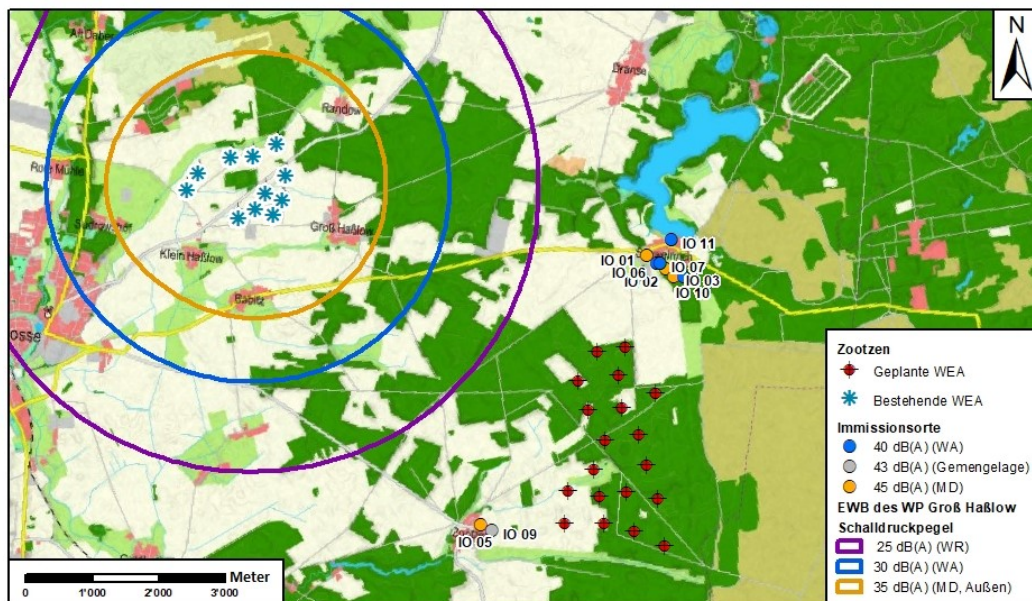 N
Alt Daber
Dranse
Randow
Rote Mühle
Klein Haßlow
Groß Haßlow
Babitz
IO 11
IO 01
IO 07
IO 06
IO 03
IO 02
IO 10
IO 09
IO 05
Zootzen
Geplante WEA
Bestehende WEA
Immissionsorte
40 dB(A) (WA)
43 dB(A) (Gemengelage)
45 dB(A) (MD)
EWB des WP Groß Haßlow
Schalldruckpegel
25 dB(A) (WR)
30 dB(A) (WA)
35 dB(A) (MD, Außen)
Meter
0 1'000 2'000 3'000